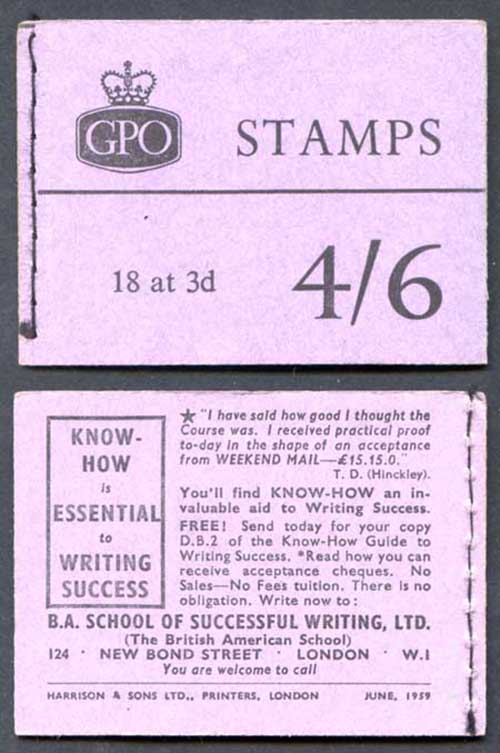 GPO
STAMPS
18 at 3d
4/6
KNOW-
HOW
is
ESSENTIAL
to
WRITING
SUCCESS
★ "I have said how good I thought the
Course was. I received practical proof
to-day in the shape of an acceptance
from WEEKEND MAIL—£15.15.0."
T. D. (Hinckley).
You'll find KNOW-HOW an in-
valuable aid to Writing Success.
FREE! Send today for your copy
D.B.2 of the Know-How Guide to
Writing Success. *Read how you can
receive acceptance cheques. No
Sales—No Fees tuition. There is no
obligation. Write now to:
B.A. SCHOOL OF SUCCESSFUL WRITING, LTD.
(The British American School)
124 · NEW BOND STREET · LONDON · W.1
You are welcome to call
HARRISON & SONS LTD., PRINTERS, LONDON JUNE, 1959